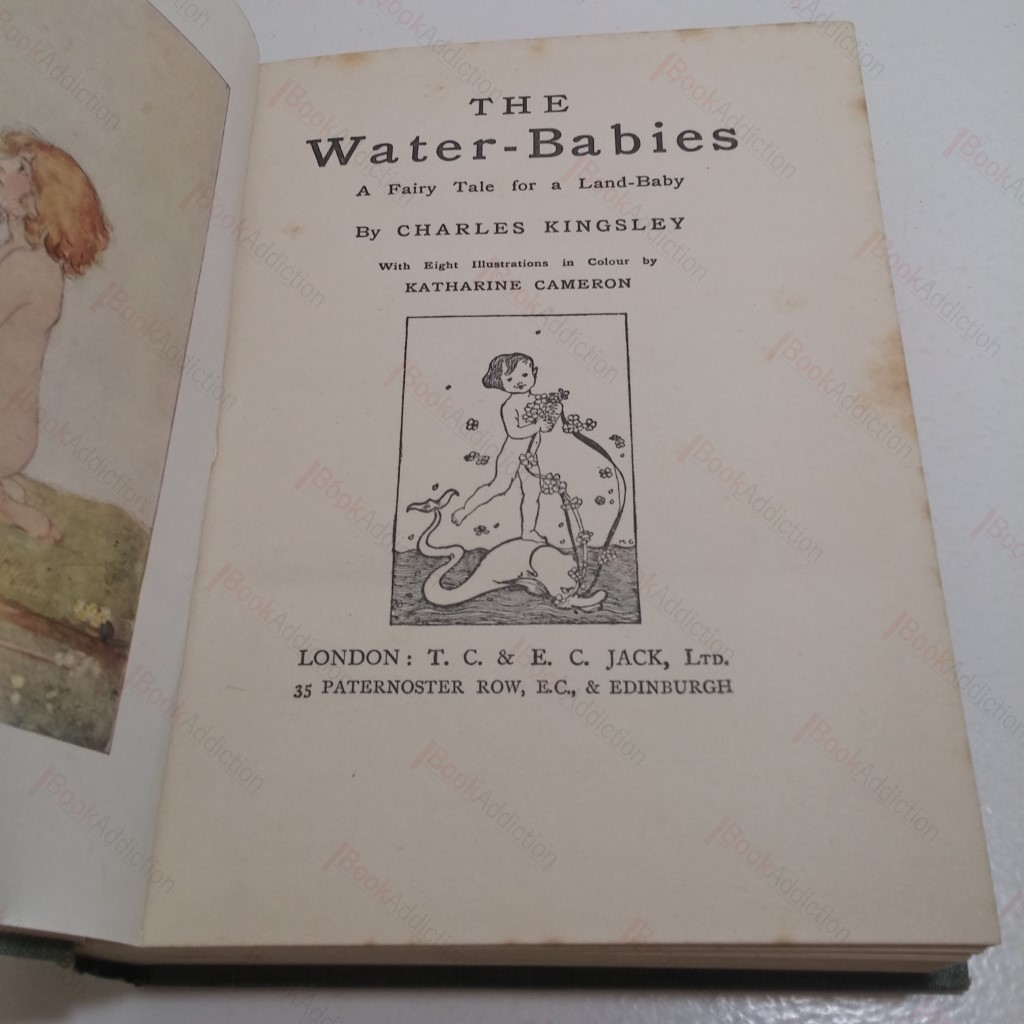 THE
Water-Babies
A Fairy Tale for a Land-Baby
By CHARLES KINGSLEY
With Eight Illustrations in Colour by
KATHARINE CAMERON
K C
LONDON: T. C. & E. C. JACK, LTD.
35 PATERNOSTER ROW, E.C., & EDINBURGH
BookAddiction